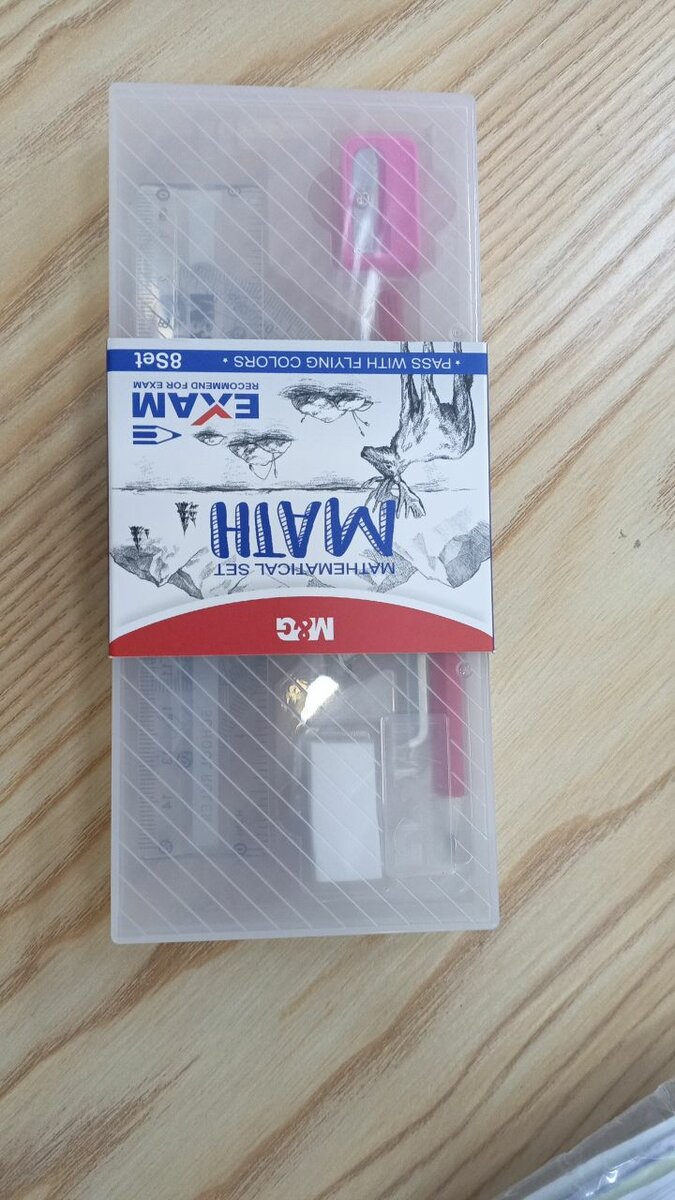 M&G
MATHEMATICAL SET
MATH
EXAM
RECOMMEND FOR EXAM
* PASS WITH FLYING COLORS *
8Set